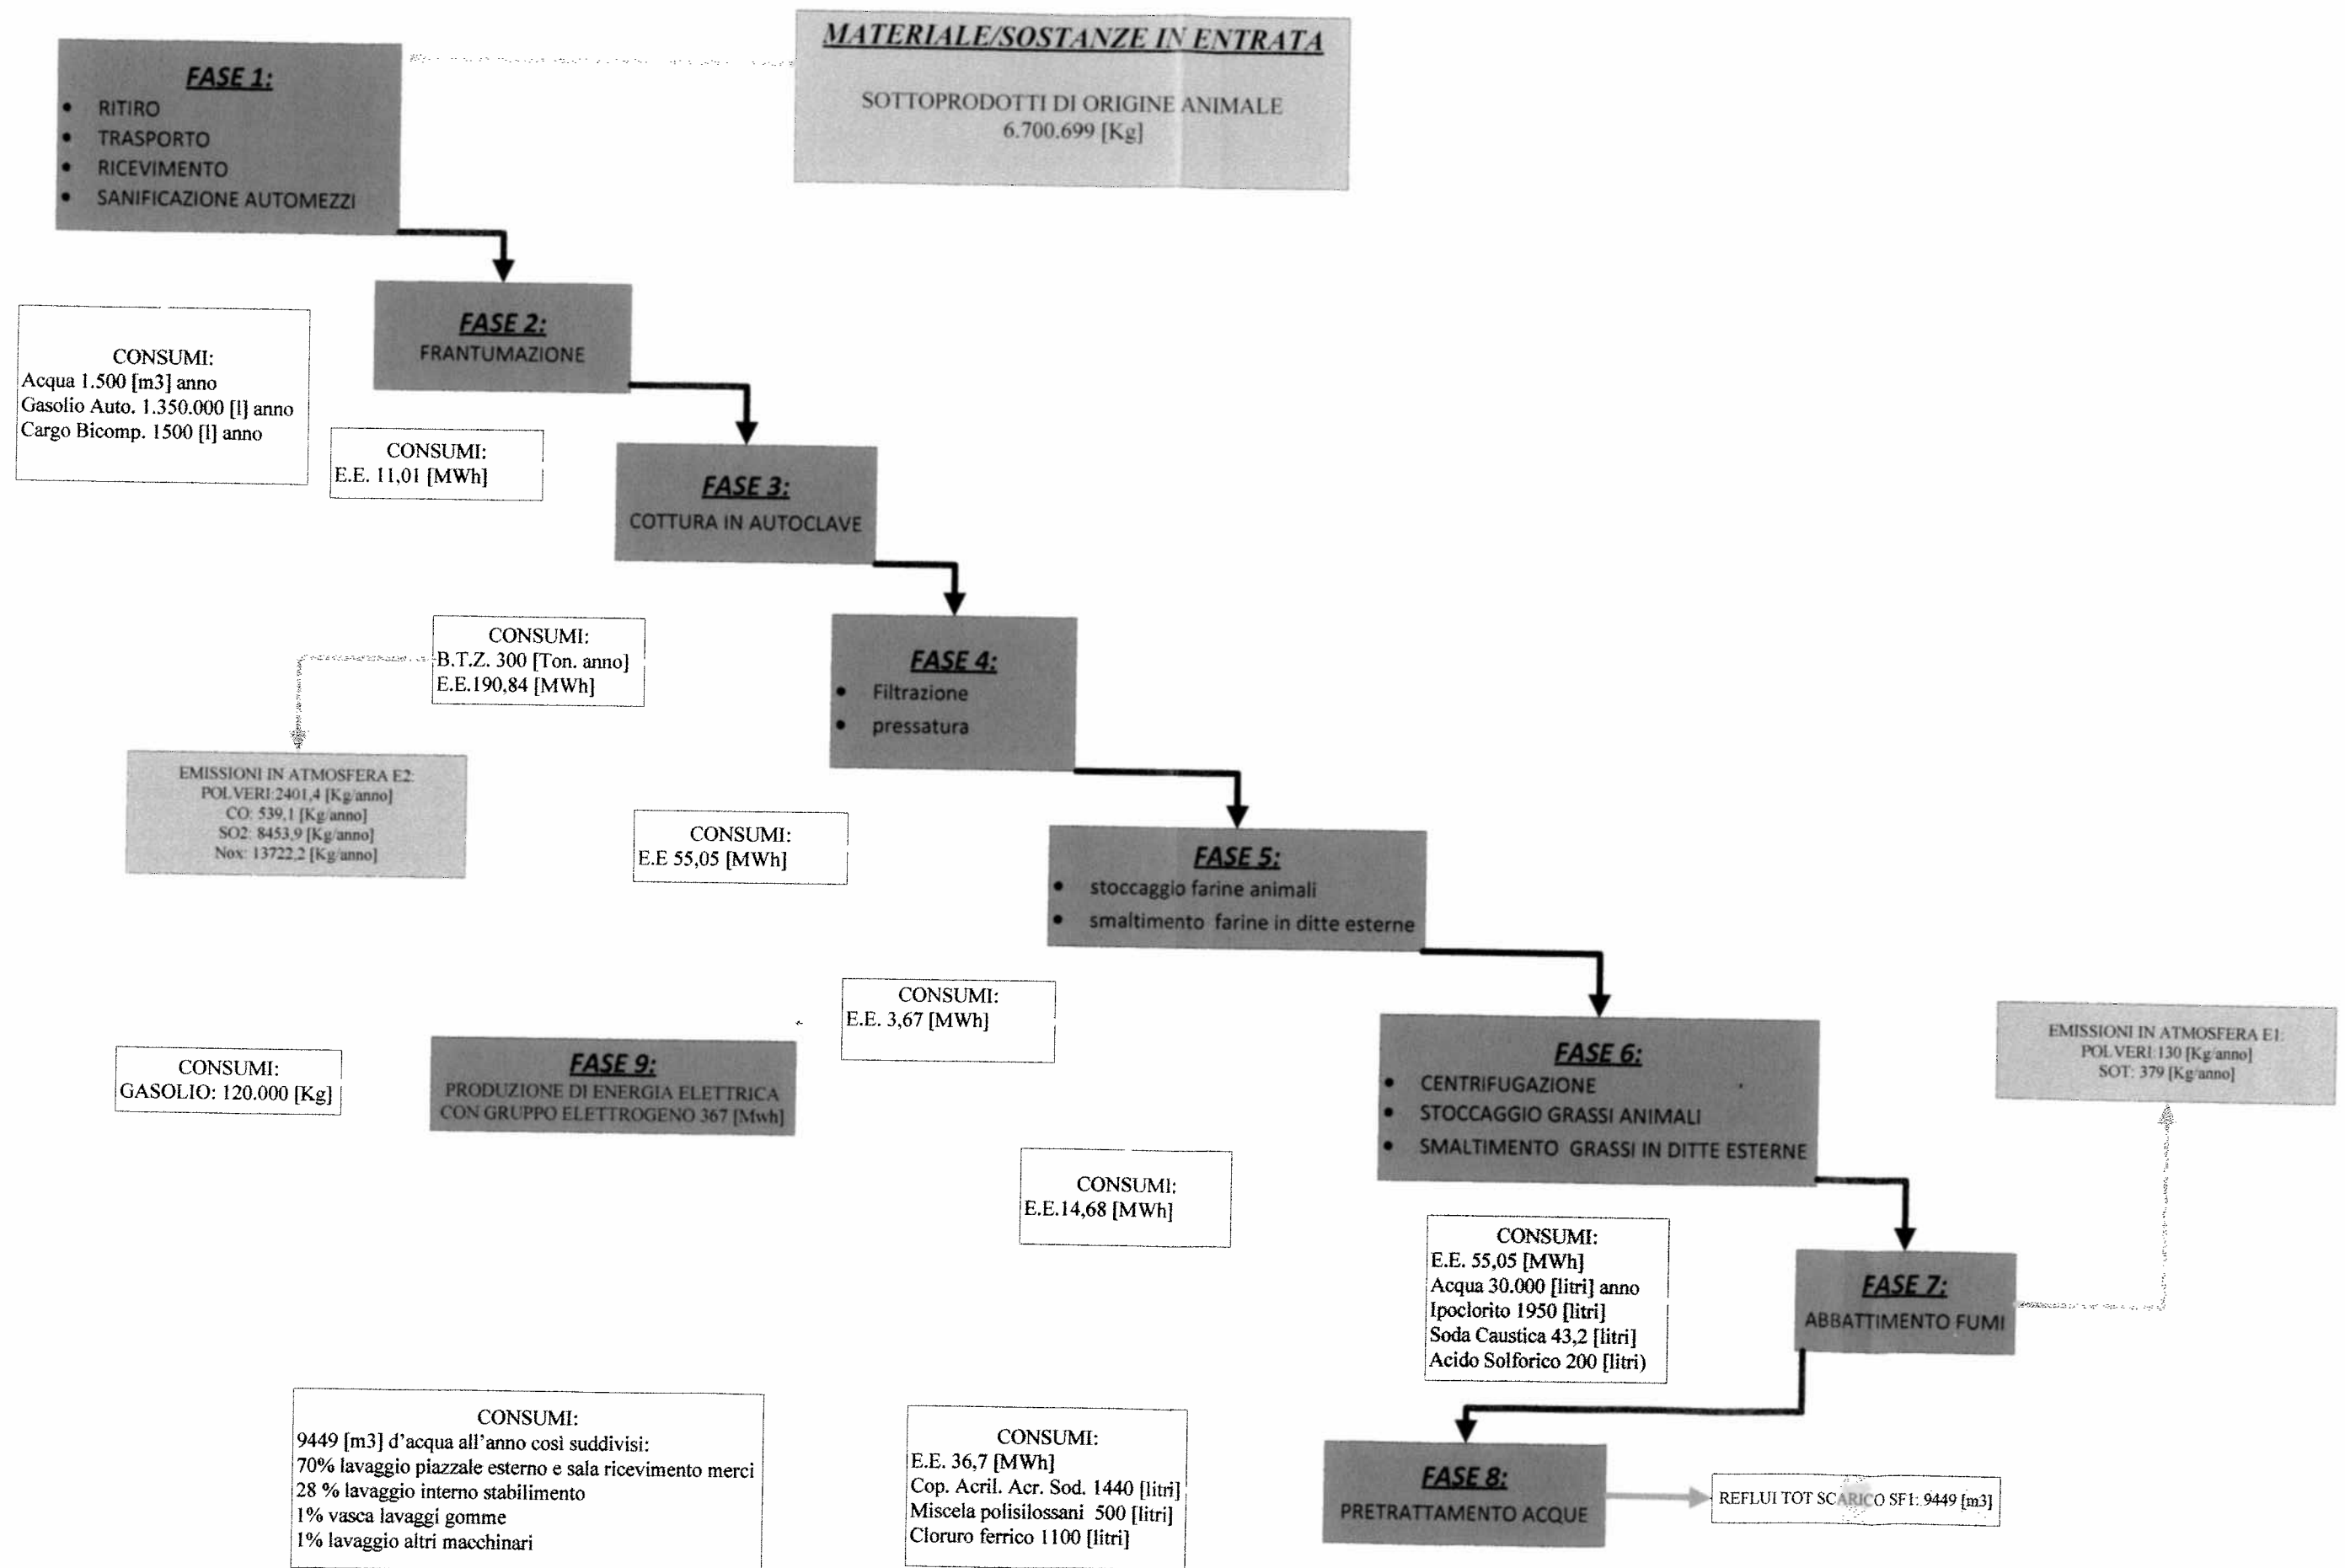 MATERIALE/SOSTANZE IN ENTRATA
SOTTOPRODOTTI DI ORIGINE ANIMALE
6.700.699 [Kg]
FASE 1:
• RITIRO
• TRASPORTO
• RICEVIMENTO
• SANIFICAZIONE AUTOMEZZI
FASE 2:
FRANTUMAZIONE
CONSUMI:
Acqua 1.500 [m3] anno
Gasolio Auto. 1.350.000 [l] anno
Cargo Bicomp. 1500 [l] anno
CONSUMI:
E.E. 11,01 [MWh]
FASE 3:
COTTURA IN AUTOCLAVE
CONSUMI:
B.T.Z. 300 [Ton. anno]
E.E.190,84 [MWh]
FASE 4:
• Filtrazione
• pressatura
EMISSIONI IN ATMOSFERA E2:
POLVERI:2401,4 [Kg/anno]
CO: 539,1 [Kg/anno]
SO2: 8453,9 [Kg/anno]
Nox: 13722,2 [Kg/anno]
CONSUMI:
E.E 55,05 [MWh]
FASE 5:
• stoccaggio farine animali
• smaltimento farine in ditte esterne
CONSUMI:
E.E. 3,67 [MWh]
FASE 6:
• CENTRIFUGAZIONE
• STOCCAGGIO GRASSI ANIMALI
• SMALTIMENTO GRASSI IN DITTE ESTERNE
EMISSIONI IN ATMOSFERA E1:
POLVERI:130 [Kg/anno]
SOT: 379 [Kg/anno]
CONSUMI:
GASOLIO: 120.000 [Kg]
FASE 9:
PRODUZIONE DI ENERGIA ELETTRICA
CON GRUPPO ELETTROGENO 367 [Mwh]
CONSUMI:
E.E.14,68 [MWh]
CONSUMI:
E.E. 55,05 [MWh]
Acqua 30.000 [litri] anno
Ipoclorito 1950 [litri]
Soda Caustica 43,2 [litri]
Acido Solforico 200 [litri)
FASE 7:
ABBATTIMENTO FUMI
CONSUMI:
9449 [m3] d'acqua all'anno così suddivisi:
70% lavaggio piazzale esterno e sala ricevimento merci
28 % lavaggio interno stabilimento
1% vasca lavaggi gomme
1% lavaggio altri macchinari
CONSUMI:
E.E. 36,7 [MWh]
Cop. Acril. Acr. Sod. 1440 [litri]
Miscela polisilossani 500 [litri]
Cloruro ferrico 1100 [litri]
FASE 8:
PRETRATTAMENTO ACQUE
REFLUI TOT SCARICO SF1: 9449 [m3]